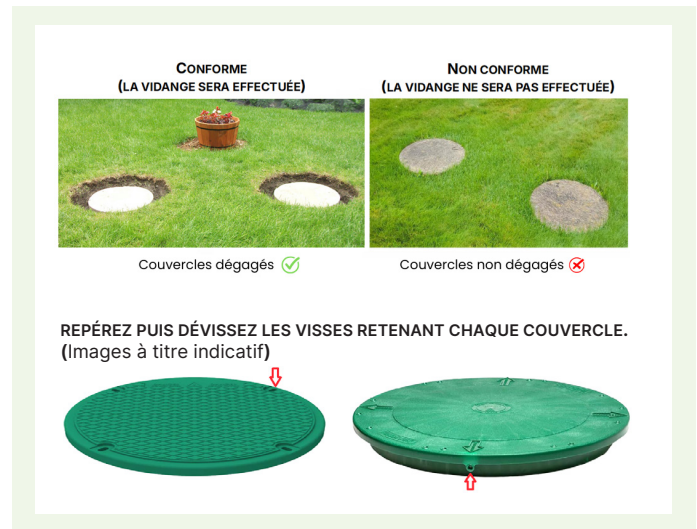 CONFORME
(LA VIDANGE SERA EFFECTUÉE)
NON CONFORME
(LA VIDANGE NE SERA PAS EFFECTUÉE)
Couvercles dégagés
Couvercles non dégagés
REPÉREZ PUIS DÉVISSEZ LES VISSES RETENANT CHAQUE COUVERCLE.
(Images à titre indicatif)